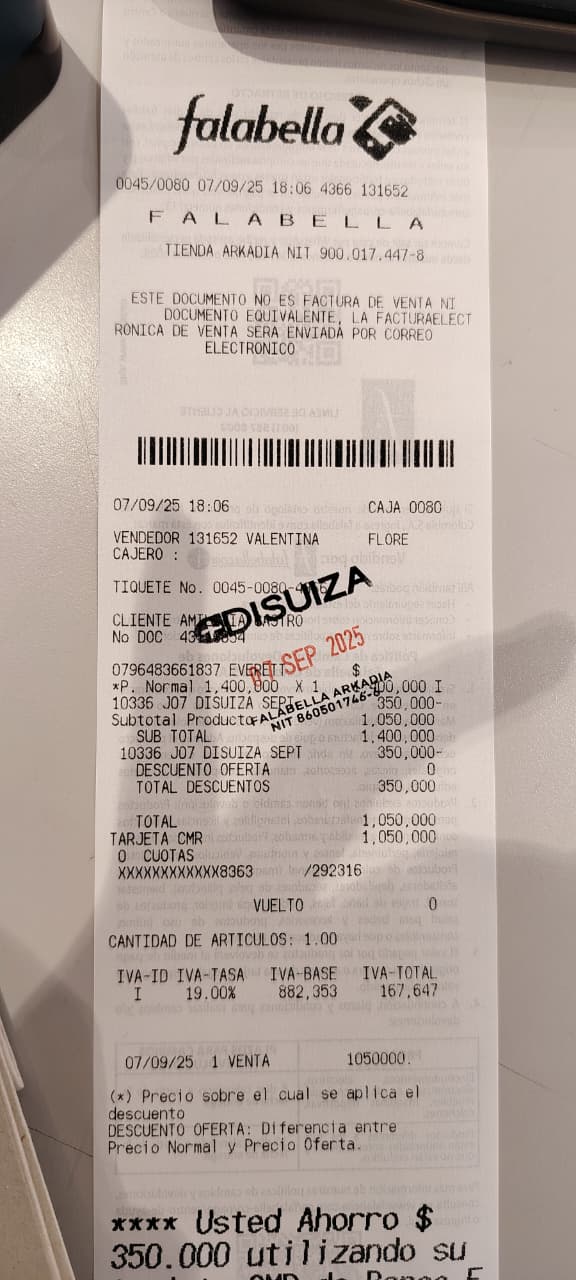 falabella
0045/0080 07/09/25 18:06 4366 131652
F A L A B E L L A
TIENDA ARKADIA NIT 900.017.447-8
ESTE DOCUMENTO NO ES FACTURA DE VENTA NI
DOCUMENTO EQUIVALENTE, LA FACTURAELECT
RONICA DE VENTA SERA ENVIADA POR CORREO
ELECTRONICO
07/09/25 18:06 CAJA 0080
VENDEDOR 131652 VALENTINA FLORE
CAJERO :
TIQUETE No. 0045-0080-
DISUIZA
CLIENTE
No DOC
07 SEP 2025
0796483661837 EVERETT $
*P. Normal 1,400,000 X 1 1,400,000 I
FALABELLA ARKADIA
NIT 860501746-8
10336 J07 DISUIZA SEPT 350,000-
Subtotal Producto 1,050,000
SUB TOTAL 1,400,000
10336 J07 DISUIZA SEPT 350,000-
DESCUENTO OFERTA 0
TOTAL DESCUENTOS 350,000
TOTAL 1,050,000
TARJETA CMR 1,050,000
0 CUOTAS
XXXXXXXXXXXX8363 /292316
VUELTO 0
CANTIDAD DE ARTICULOS: 1.00
IVA-ID IVA-TASA IVA-BASE IVA-TOTAL
I 19.00% 882,353 167,647
07/09/25 1 VENTA 1050000.
(*) Precio sobre el cual se aplica el
descuento
DESCUENTO OFERTA: Diferencia entre
Precio Normal y Precio Oferta.
**** Usted Ahorro $
350.000 utilizando su